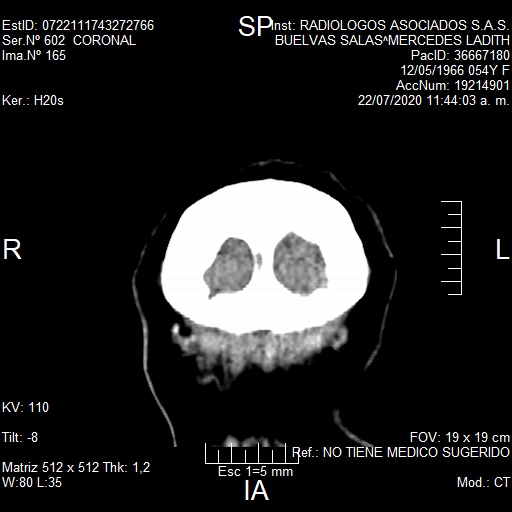 EstID: 0722111743272766
Ser.Nº 602 CORONAL
Ima.Nº 165
Ker.: H20s
SP
Inst: RADIOLOGOS ASOCIADOS S.A.S.
BUELVAS SALAS^MERCEDES LADITH
PacID: 36667180
12/05/1966 054Y F
AccNum: 19214901
22/07/2020 11:44:03 a. m.
R
L
KV: 110
Tilt: -8
Matriz 512 x 512 Thk: 1,2
W:80 L:35
Esc 1=5 mm
IA
FOV: 19 x 19 cm
Ref.: NO TIENE MEDICO SUGERIDO
Mod.: CT